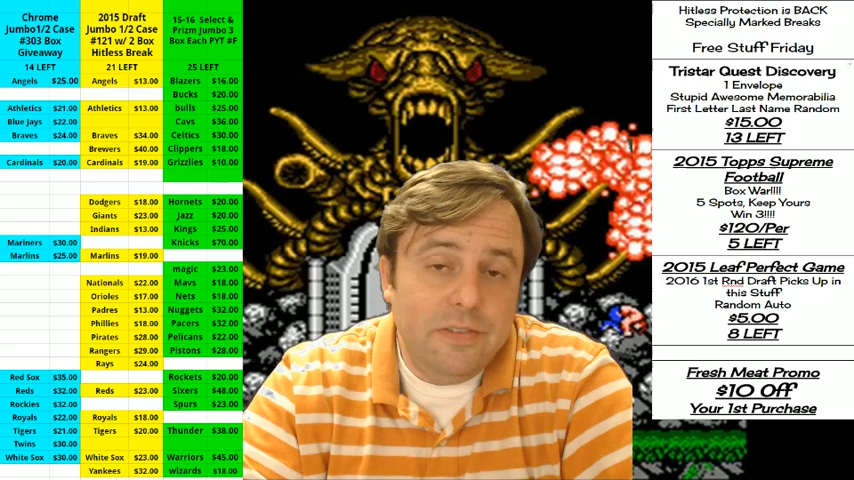 Chrome
Jumbo1/2 Case
#303 Box
Giveaway
14 LEFT
Angels $25.00
Athletics $21.00
Blue Jays $22.00
Braves $24.00
Cardinals $20.00
Mariners $30.00
Marlins $25.00
Red Sox $35.00
Reds $32.00
Rockies $32.00
Royals $22.00
Tigers $21.00
Twins $30.00
White Sox $30.00
2015 Draft
Jumbo 1/2 Case
#121 w/ 2 Box
Hitless Break
21 LEFT
Angels $13.00
Athletics $13.00
Braves $34.00
Brewers $40.00
Cardinals $19.00
Dodgers $18.00
Giants $23.00
Indians $13.00
Marlins $19.00
Nationals $22.00
Orioles $17.00
Padres $13.00
Phillies $18.00
Pirates $28.00
Rangers $29.00
Rays $24.00
Reds $23.00
Royals $18.00
Tigers $20.00
White Sox $23.00
Yankees $32.00
15-16 Select &
Prizm Jumbo 3
Box Each PYT #F
25 LEFT
Blazers $16.00
Bucks $20.00
bulls $25.00
Cavs $36.00
Celtics $30.00
Clippers $18.00
Grizzlies $10.00
Hornets $20.00
Jazz $20.00
Kings $25.00
Knicks $70.00
magic $23.00
Mavs $18.00
Nets $18.00
Nuggets $32.00
Pacers $32.00
Pelicans $22.00
Pistons $28.00
Rockets $20.00
Sixers $48.00
Spurs $23.00
Thunder $38.00
Warriors $45.00
wizards $18.00
Hitless Protection is BACK
Specially Marked Breaks
Free Stuff Friday
Tristar Quest Discovery
1 Envelope
Stupid Awesome Memorabilia
First Letter Last Name Random
$15.00
13 LEFT
2015 Topps Supreme
Football
Box War!!!!
5 Spots, Keep Yours
Win 3!!!!
$120/Per
5 LEFT
2015 Leaf Perfect Game
2016 1st Rnd Draft Picks Up in
this Stuff
Random Auto
$5.00
8 LEFT
Fresh Meat Promo
$10 Off
Your 1st Purchase